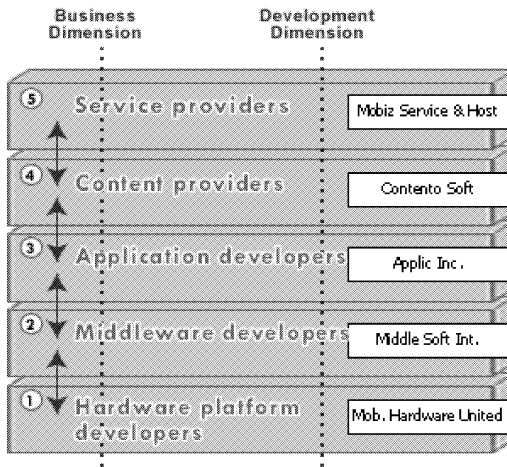 Business
Dimension
Development
Dimension
5 Service providers
Mobiz Service & Host
4 Content providers
Contento Soft
3 Application developers
Applic Inc.
2 Middleware developers
Middle Soft Int.
1 Hardware platform
developers
Mob. Hardware United